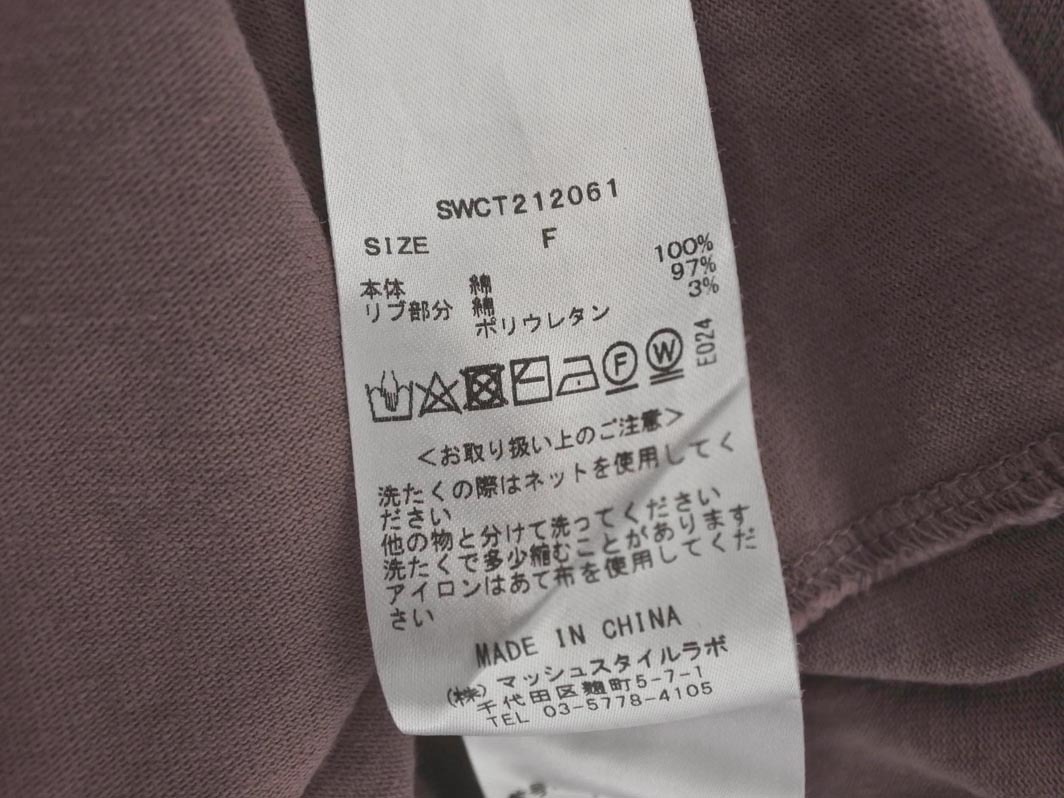 SWCT212061
SIZE F
本体 綿 100%
リブ部分 綿 97%
ポリウレタン 3%
F W E024
<お取り扱い上のご注意>
洗たくの際はネットを使用してく
ださい
他の物と分けて洗ってください
洗たくで多少縮むことがあります
アイロンはあて布を使用してくだ
さい
MADE IN CHINA
(株)マッシュスタイルラボ
千代田区麹町5-7-1
TEL 03-5778-4105